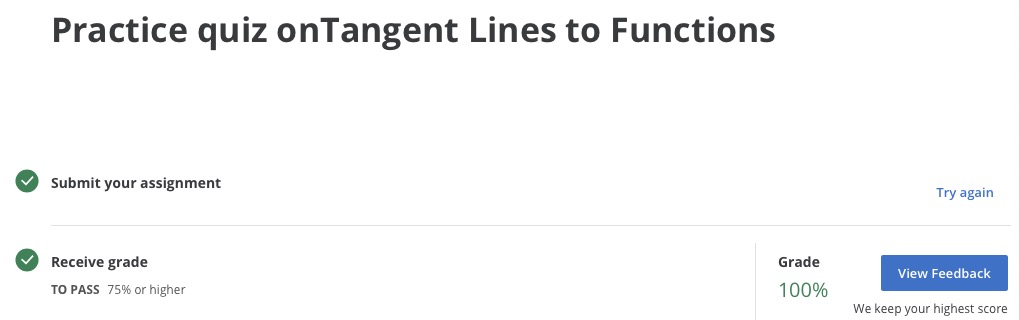 Practice quiz onTangent Lines to Functions
Submit your assignment
Try again
Receive grade
TO PASS 75% or higher
Grade
100%
View Feedback
We keep your highest score